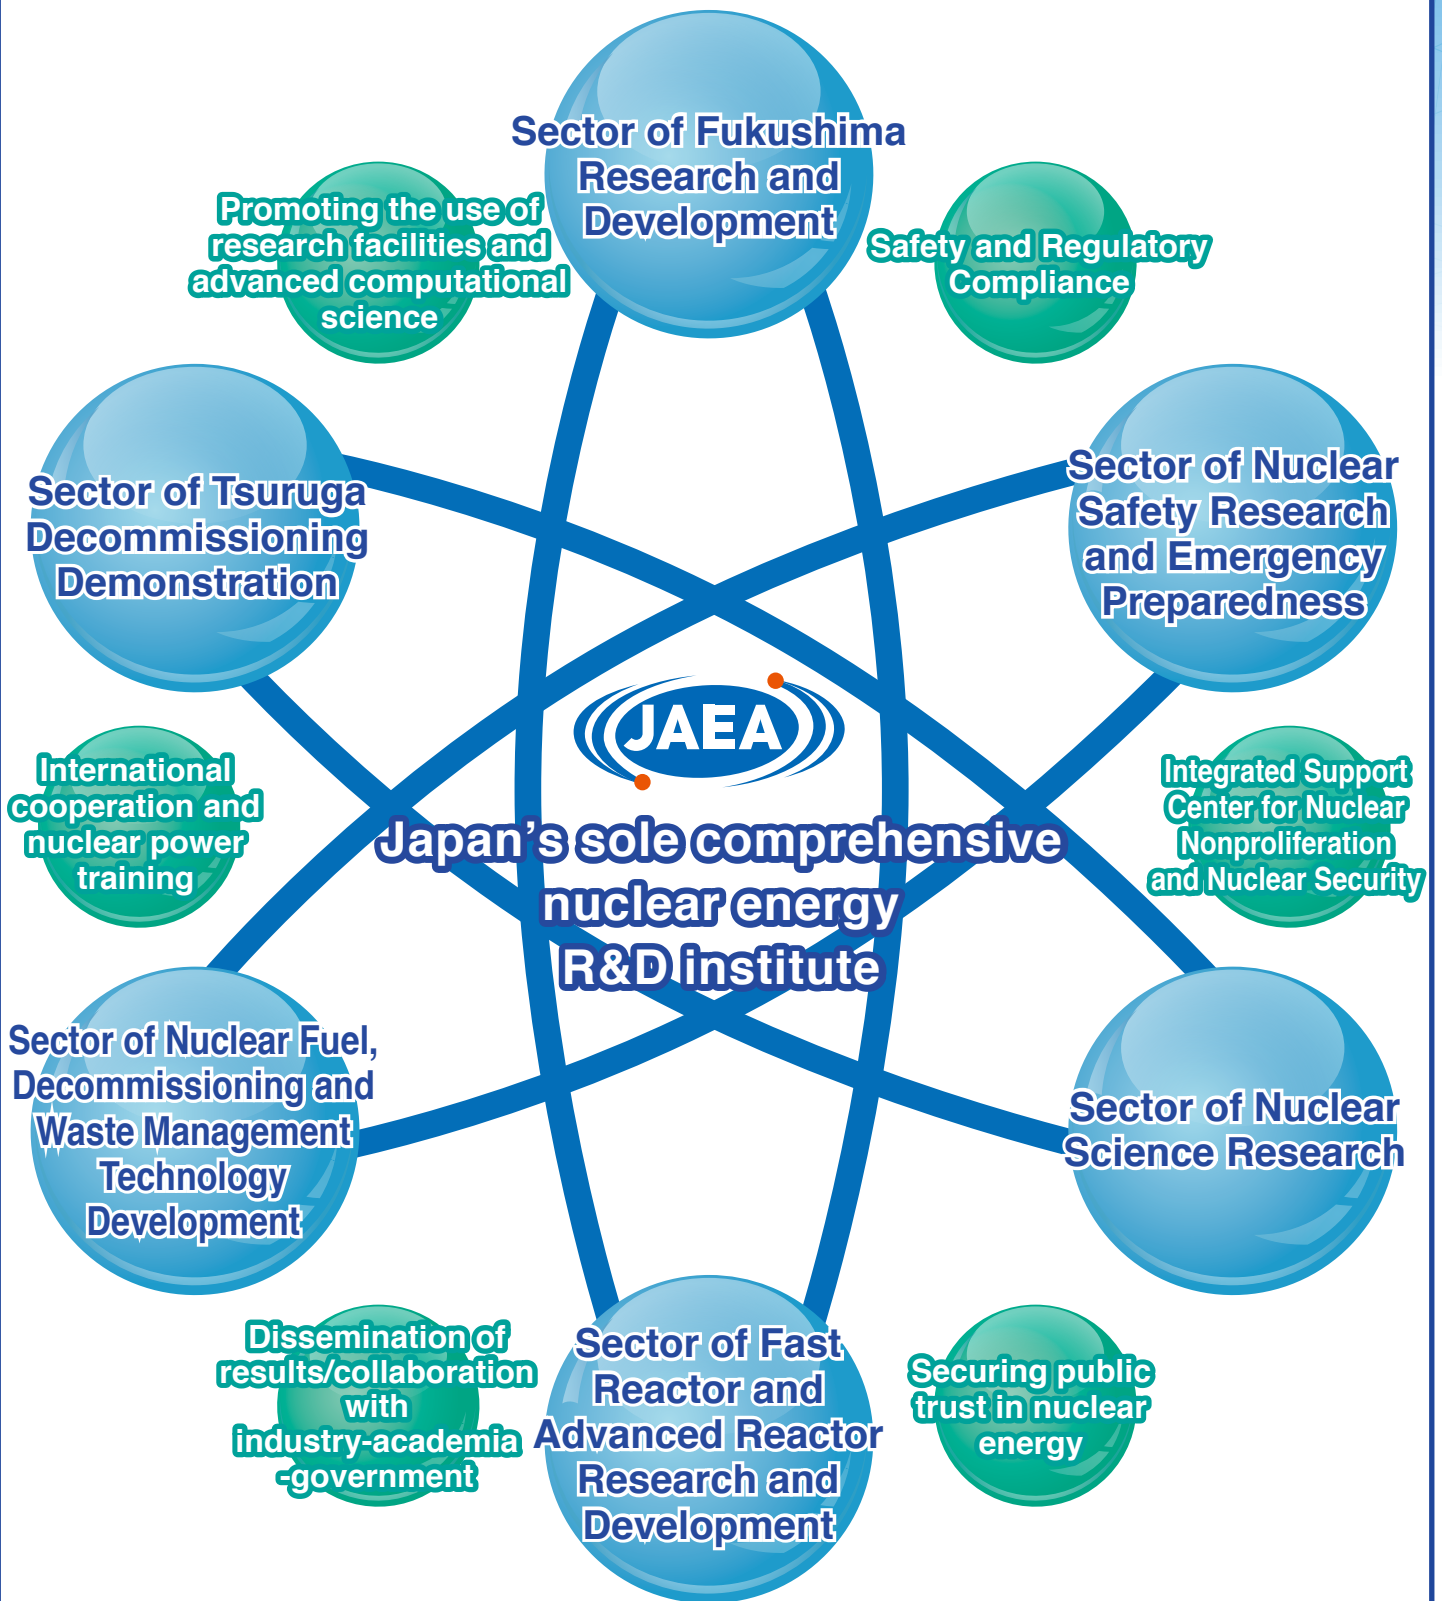 Sector of Fukushima
Research and
Development
Promoting the use of
research facilities and
advanced computational
science
Safety and Regulatory
Compliance
Sector of Tsuruga
Decommissioning
Demonstration
Sector of Nuclear
Safety Research
and Emergency
Preparedness
JAEA
Japan's sole comprehensive
nuclear energy
R&D institute
International
cooperation and
nuclear power
training
Integrated Support
Center for Nuclear
Nonproliferation
and Nuclear Security
Sector of Nuclear Fuel,
Decommissioning and
Waste Management
Technology
Development
Sector of Nuclear
Science Research
Dissemination of
results/collaboration
with
industry-academia
-government
Sector of Fast
Reactor and
Advanced Reactor
Research and
Development
Securing public
trust in nuclear
energy